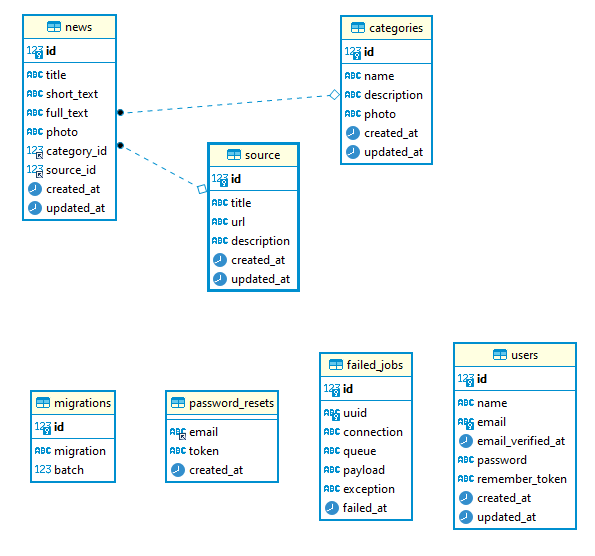 news
123 id
ABC title
ABC short_text
ABC full_text
ABC photo
123 category_id
123 source_id
created_at
updated_at
categories
123 id
ABC name
ABC description
ABC photo
created_at
updated_at
source
123 id
ABC title
ABC url
ABC description
created_at
updated_at
migrations
123 id
ABC migration
123 batch
password_resets
ABC email
ABC token
created_at
failed_jobs
123 id
ABC uuid
ABC connection
ABC queue
ABC payload
ABC exception
failed_at
users
123 id
ABC name
ABC email
email_verified_at
ABC password
ABC remember_token
created_at
updated_at